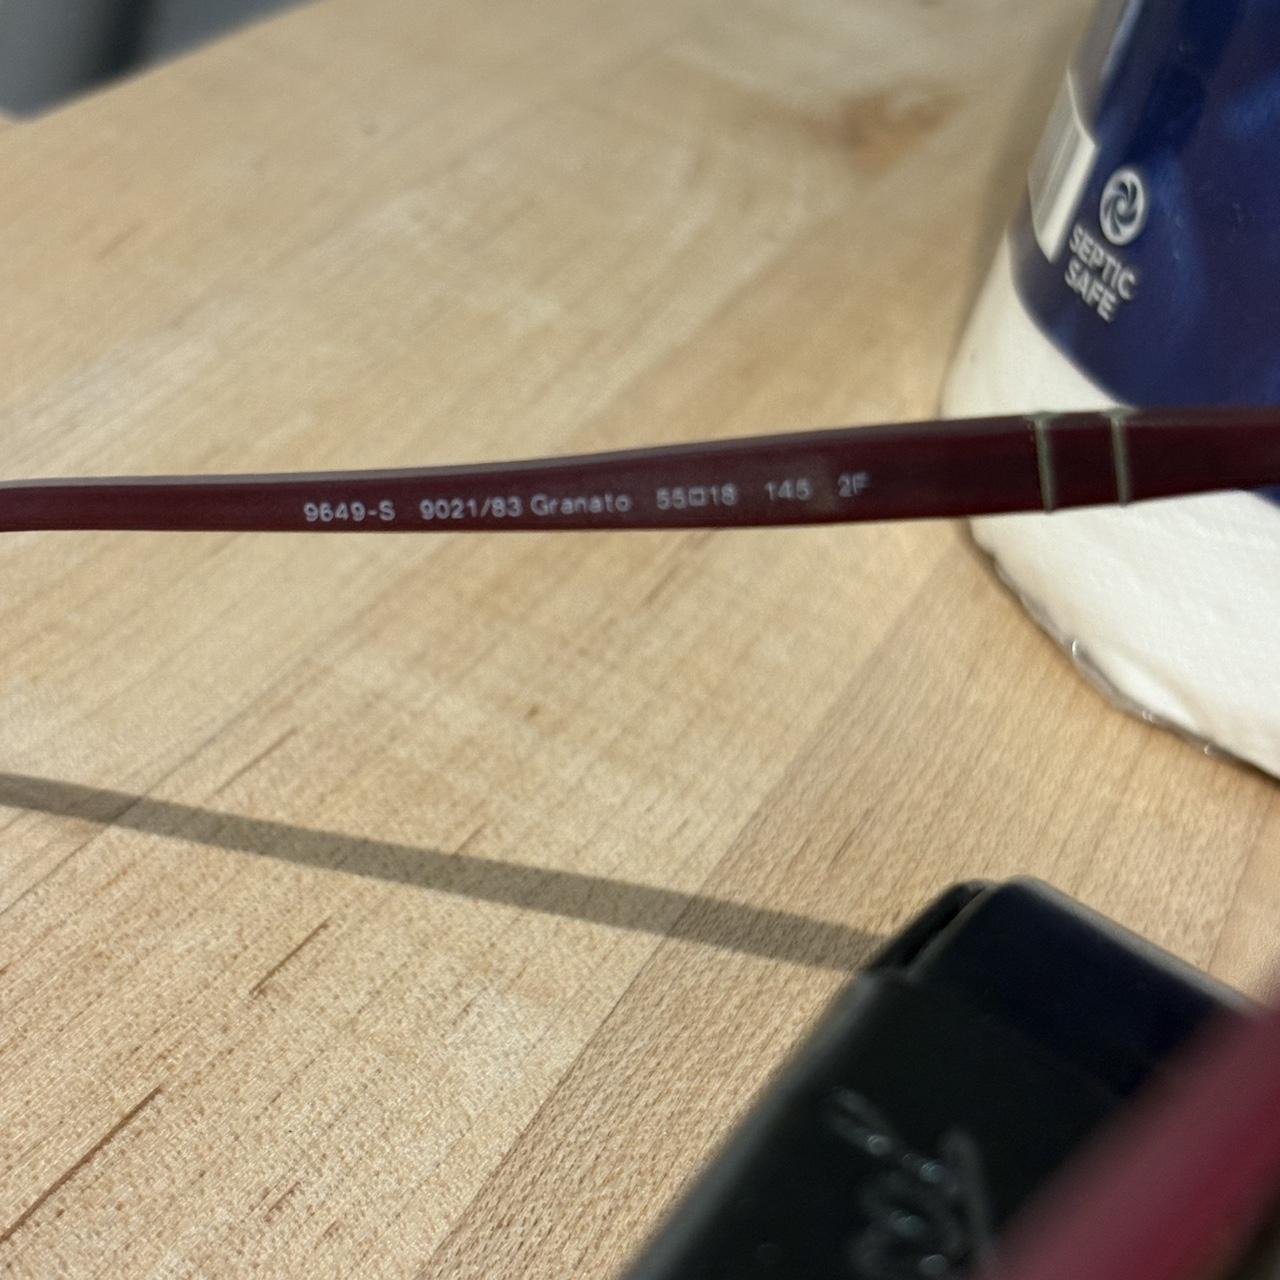 SEPTIC
SAFE
9649-S 9021/83 Granato 55□18 145 2F